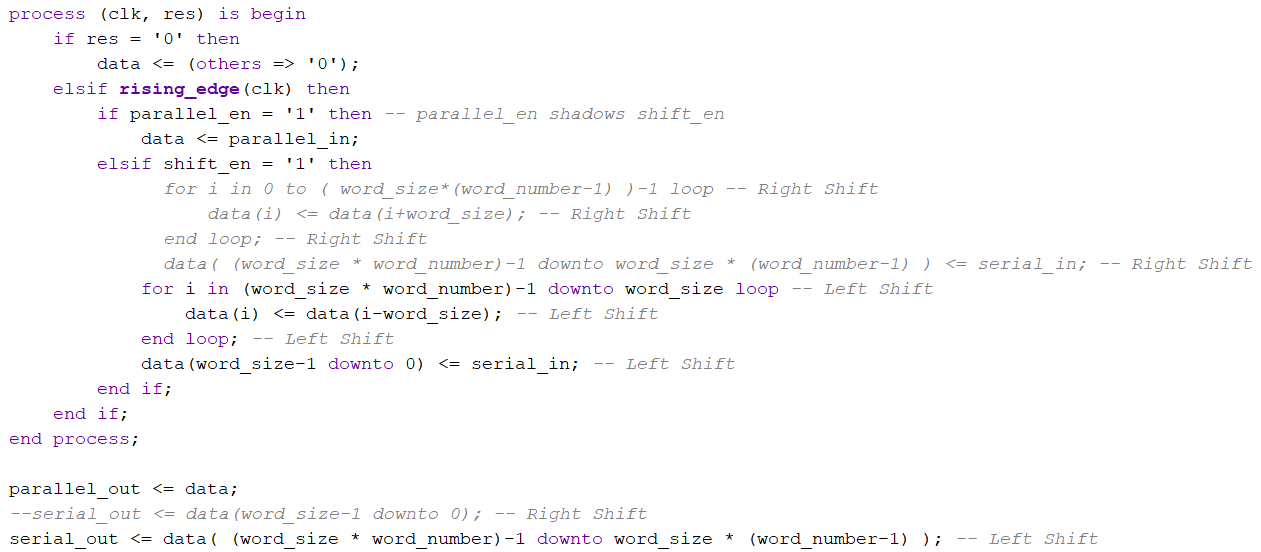 process (clk, res) is begin
    if res = '0' then
        data <= (others => '0');
    elsif rising_edge(clk) then
        if parallel_en = '1' then -- parallel_en shadows shift_en
            data <= parallel_in;
        elsif shift_en = '1' then
              for i in 0 to ( word_size*(word_number-1) )-1 loop -- Right Shift
                  data(i) <= data(i+word_size); -- Right Shift
              end loop; -- Right Shift
              data( (word_size * word_number)-1 downto word_size * (word_number-1) ) <= serial_in; -- Right Shift
            for i in (word_size * word_number)-1 downto word_size loop -- Left Shift
                data(i) <= data(i-word_size); -- Left Shift
            end loop; -- Left Shift
            data(word_size-1 downto 0) <= serial_in; -- Left Shift
        end if;
    end if;
end process;

parallel_out <= data;
--serial_out <= data(word_size-1 downto 0); -- Right Shift
serial_out <= data( (word_size * word_number)-1 downto word_size * (word_number-1) ); -- Left Shift